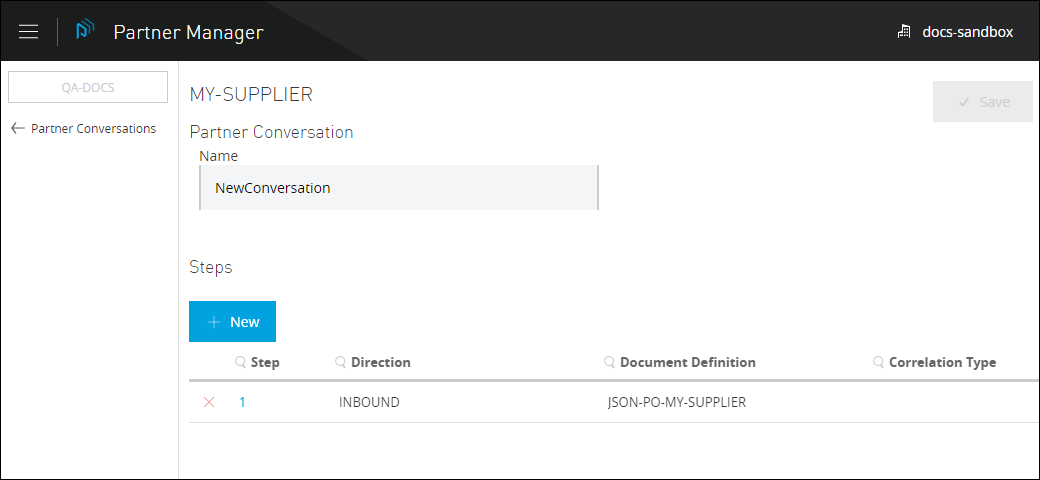 Partner Manager
docs-sandbox
QA-DOCS
Partner Conversations
MY-SUPPLIER
Save
Partner Conversation
Name
NewConversation
Steps
New
Step Direction Document Definition Correlation Type
1 INBOUND JSON-PO-MY-SUPPLIER